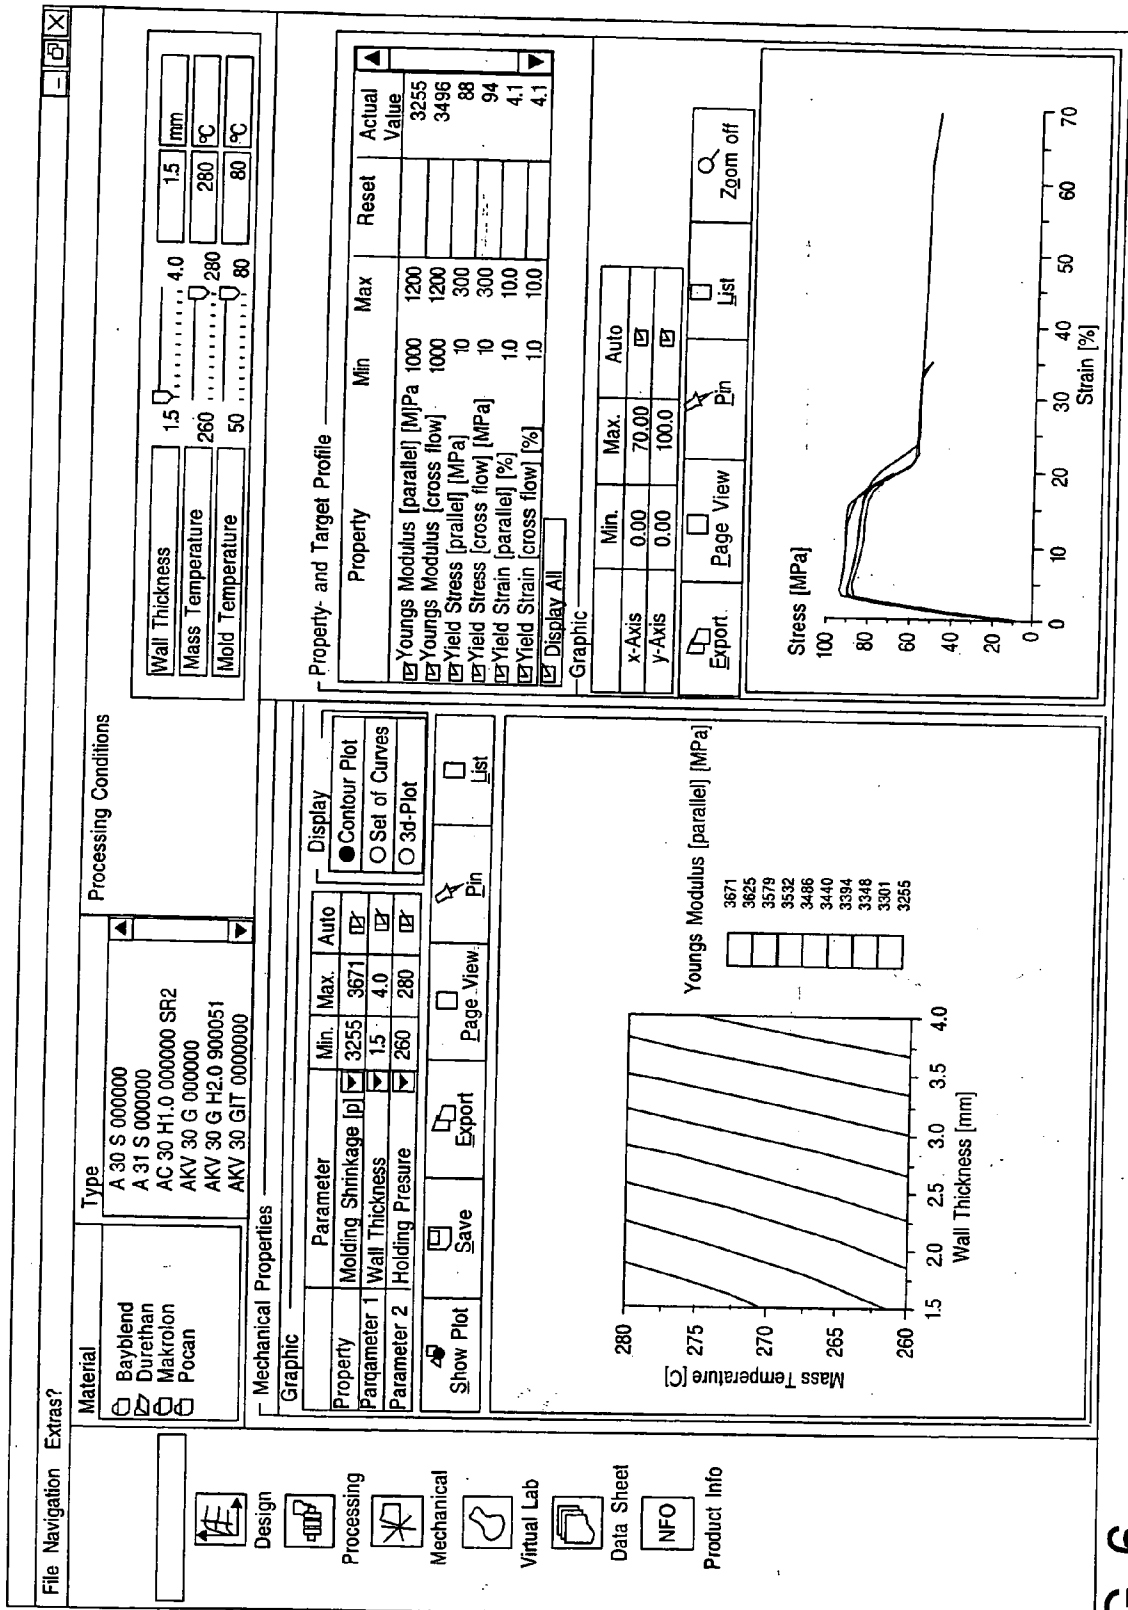 File Navigation Extras?
Design
Processing
Mechanical
Virtual Lab
Data Sheet
NFO
Product Info
Material
Bayblend
Durethan
Makrolon
Pocan
Type
A 30 S 000000
A 31 S 000000
AC 30 H1.0 000000 SR2
AKV 30 G 000000
AKV 30 G H2.0 900051
AKV 30 GIT 0000000
Processing Conditions
Wall Thickness 1.5 4.0 1.5 mm
Mass Temperature 260 280 280 ºC
Mold Temperature 50 80 80 ºC
Mechanical Properties
Graphic
Parameter Min. Max. Auto
Property Molding Shrinkage [p] 3255 3671
Parqameter 1 Wall Thickness 1.5 4.0
Parameter 2 Holding Presure 260 280
Display
Contour Plot
Set of Curves
3d-Plot
Show Plot Save Export Page View Pin List
Mass Temperature [C]
280
275
270
265
260
1.5 2.0 2.5 3.0 3.5 4.0
Wall Thickness [mm]
Youngs Modulus [parallel] [MPa]
3671
3625
3579
3532
3486
3440
3394
3348
3301
3255
Property- and Target Profile
Property Min Max Reset Actual Value
Youngs Modulus [parallel] [M]Pa 1000 1200 3255
Youngs Modulus [cross flow] 1000 1200 3496
Yield Stress [prallel] [MPa] 10 300 88
Yield Stress [cross flow] [MPa] 10 300 94
Yield Strain [parallel] [%] 1.0 10.0 4.1
Yield Strain [cross flow] [%] 1.0 10.0 4.1
Display All
Graphic
Min. Max. Auto
x-Axis 0.00 70.00
y-Axis 0.00 100.0
Export Page View Pin List Zoom off
Stress [MPa]
100
80
60
40
20
0
0 10 20 30 40 50 60 70
Strain [%]